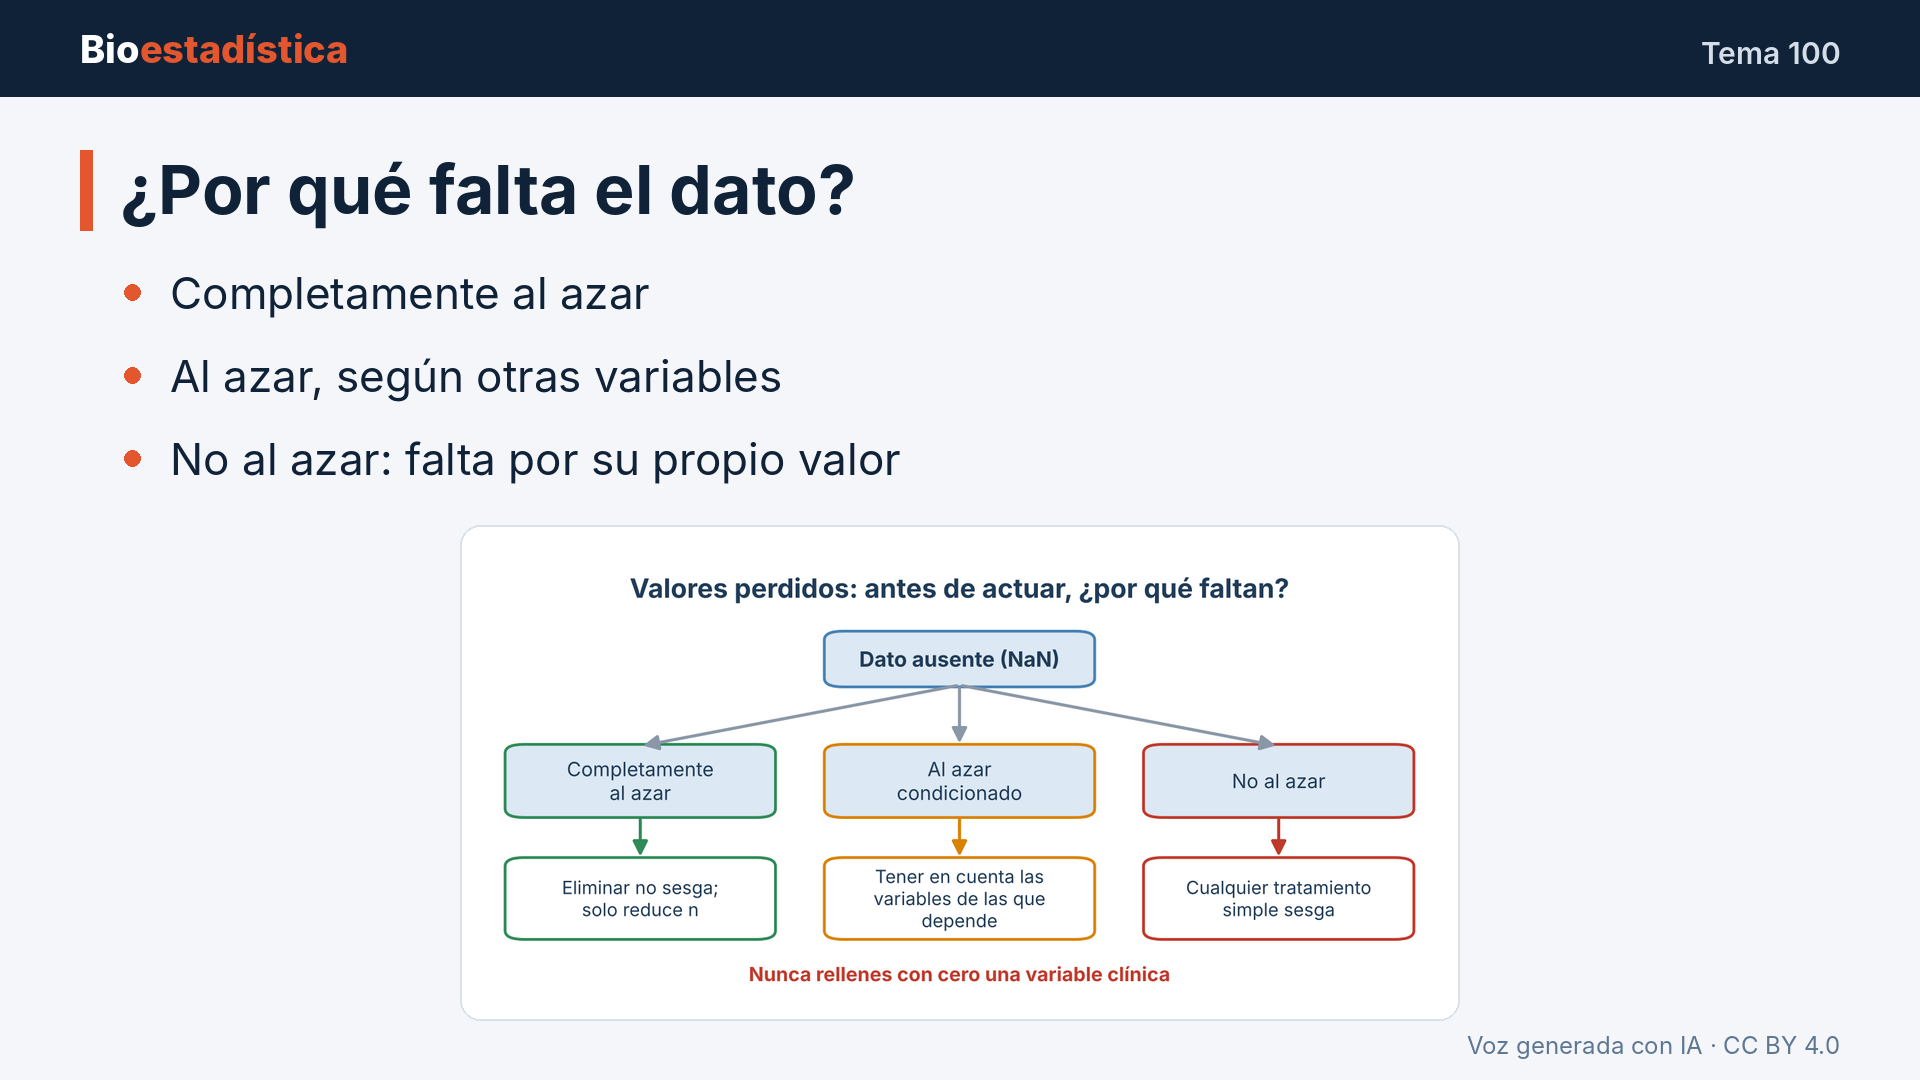 Bioestadística
Tema 100
¿Por qué falta el dato?
Completamente al azar
Al azar, según otras variables
No al azar: falta por su propio valor
Valores perdidos: antes de actuar, ¿por qué faltan?
Dato ausente (NaN)
Completamente
al azar
Al azar
condicionado
No al azar
Eliminar no sesga;
solo reduce n
Tener en cuenta las
variables de las que
depende
Cualquier tratamiento
simple sesga
Nunca rellenes con cero una variable clínica
Voz generada con IA · CC BY 4.0